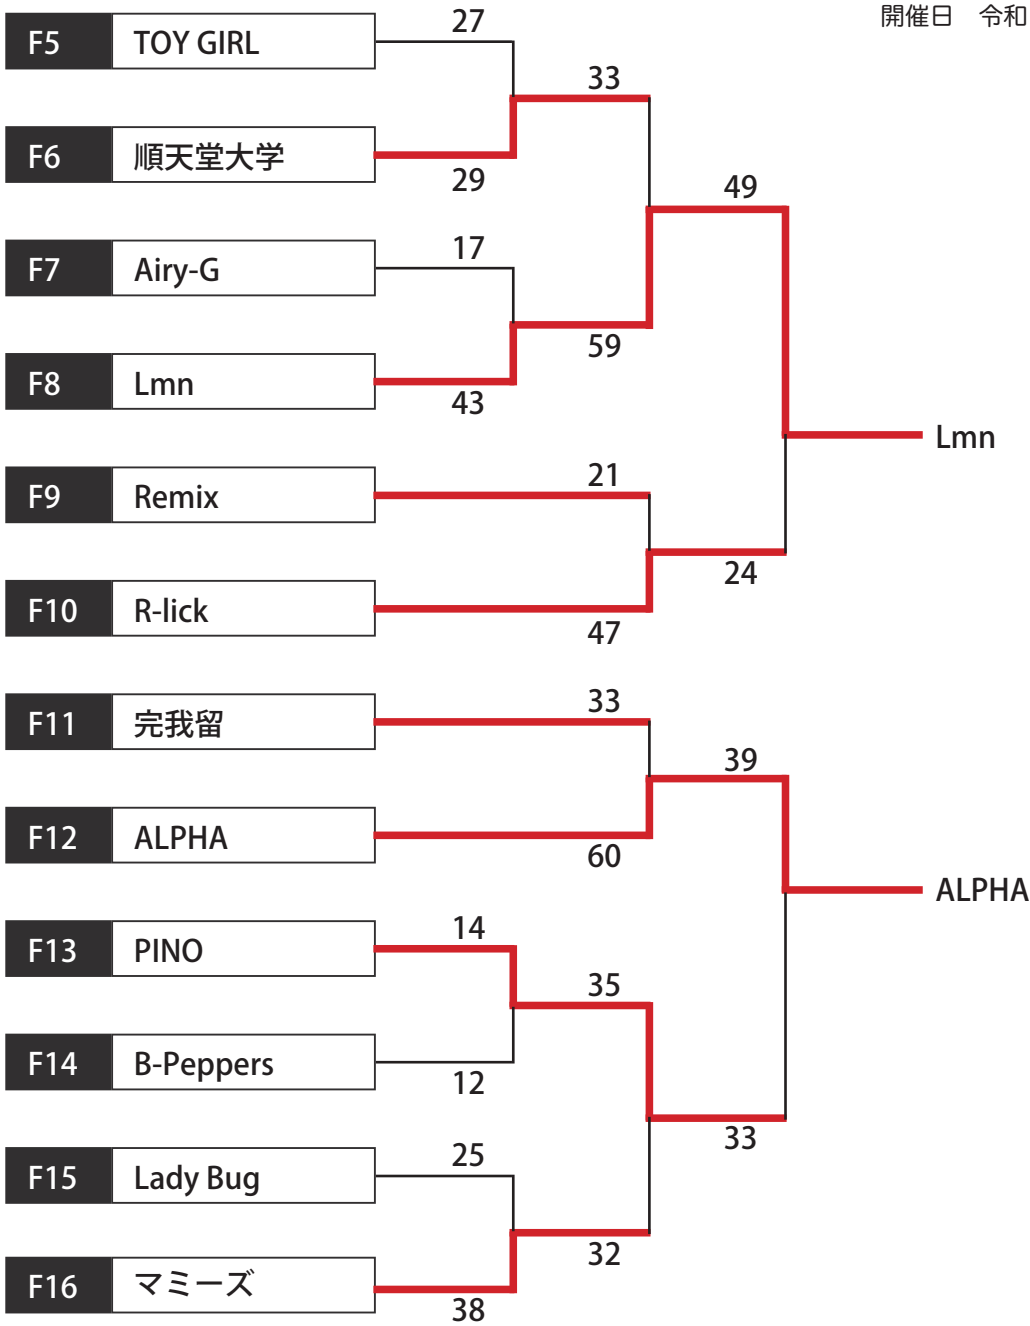 開催日　令和
27
F5 TOY GIRL
33
F6 順天堂大学
29
49
17
F7 Airy-G
59
F8 Lmn
43
Lmn
21
F9 Remix
24
F10 R-lick
47
33
F11 完我留
39
F12 ALPHA
60
ALPHA
14
F13 PINO
35
F14 B-Peppers
12
33
25
F15 Lady Bug
32
F16 マミーズ
38